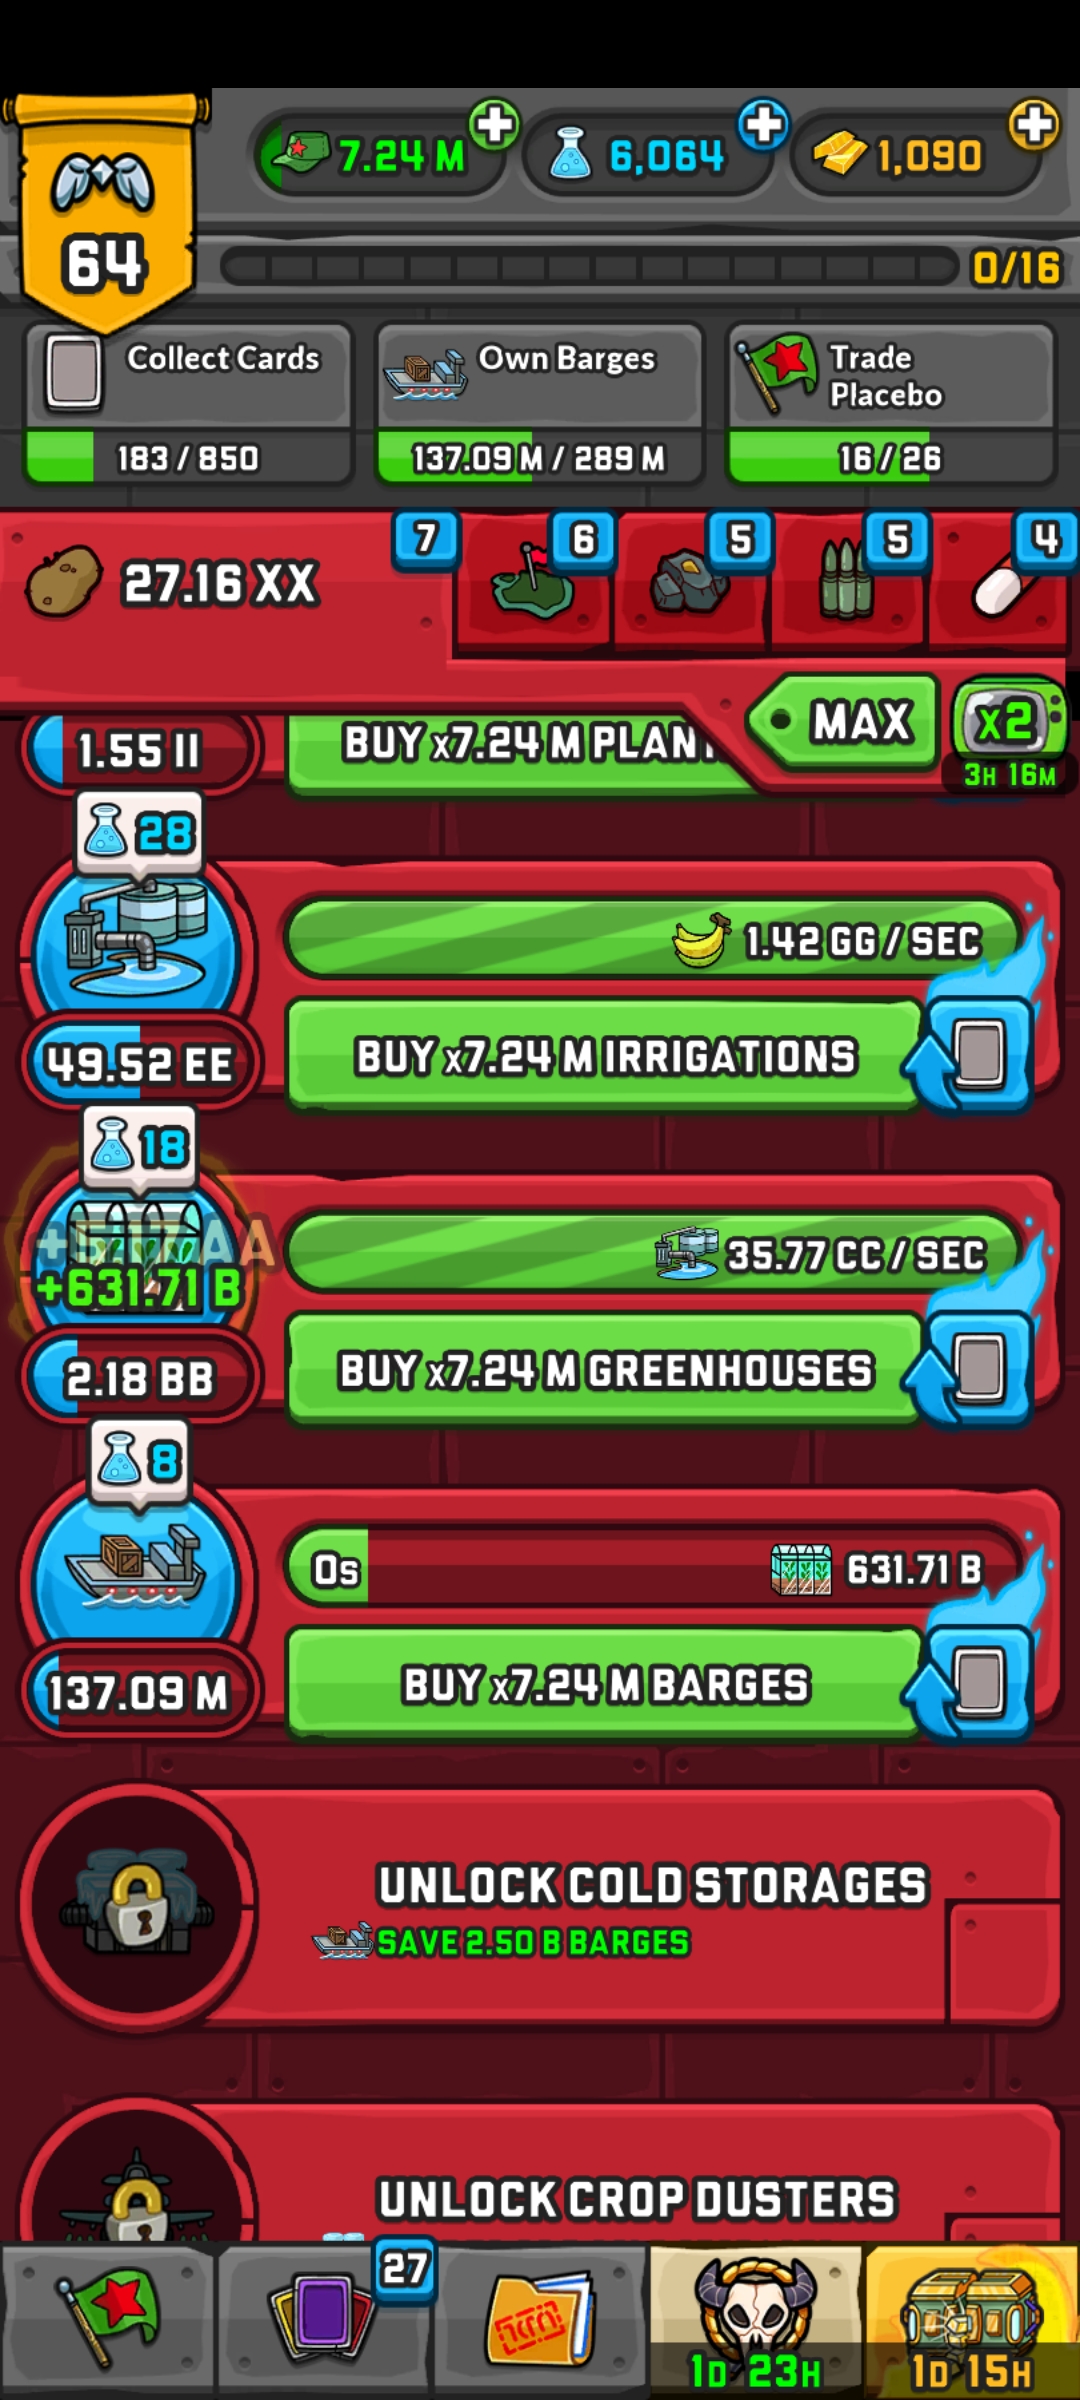 64
7.24 M
6,064
1,090
0/16
Collect Cards
183 / 850
Own Barges
137.09 M / 289 M
Trade
Placebo
16 / 26
27.16 XX
7
6
5
5
4
MAX
x2
3H 16M
1.55 II
BUY x7.24 M PLANT
28
1.42 GG / SEC
49.52 EE
BUY x7.24 M IRRIGATIONS
18
+631.71 B
35.77 CC / SEC
2.18 BB
BUY x7.24 M GREENHOUSES
8
0s
631.71 B
137.09 M
BUY x7.24 M BARGES
UNLOCK COLD STORAGES
SAVE 2.50 B BARGES
UNLOCK CROP DUSTERS
27
1D 23H
1D 15H